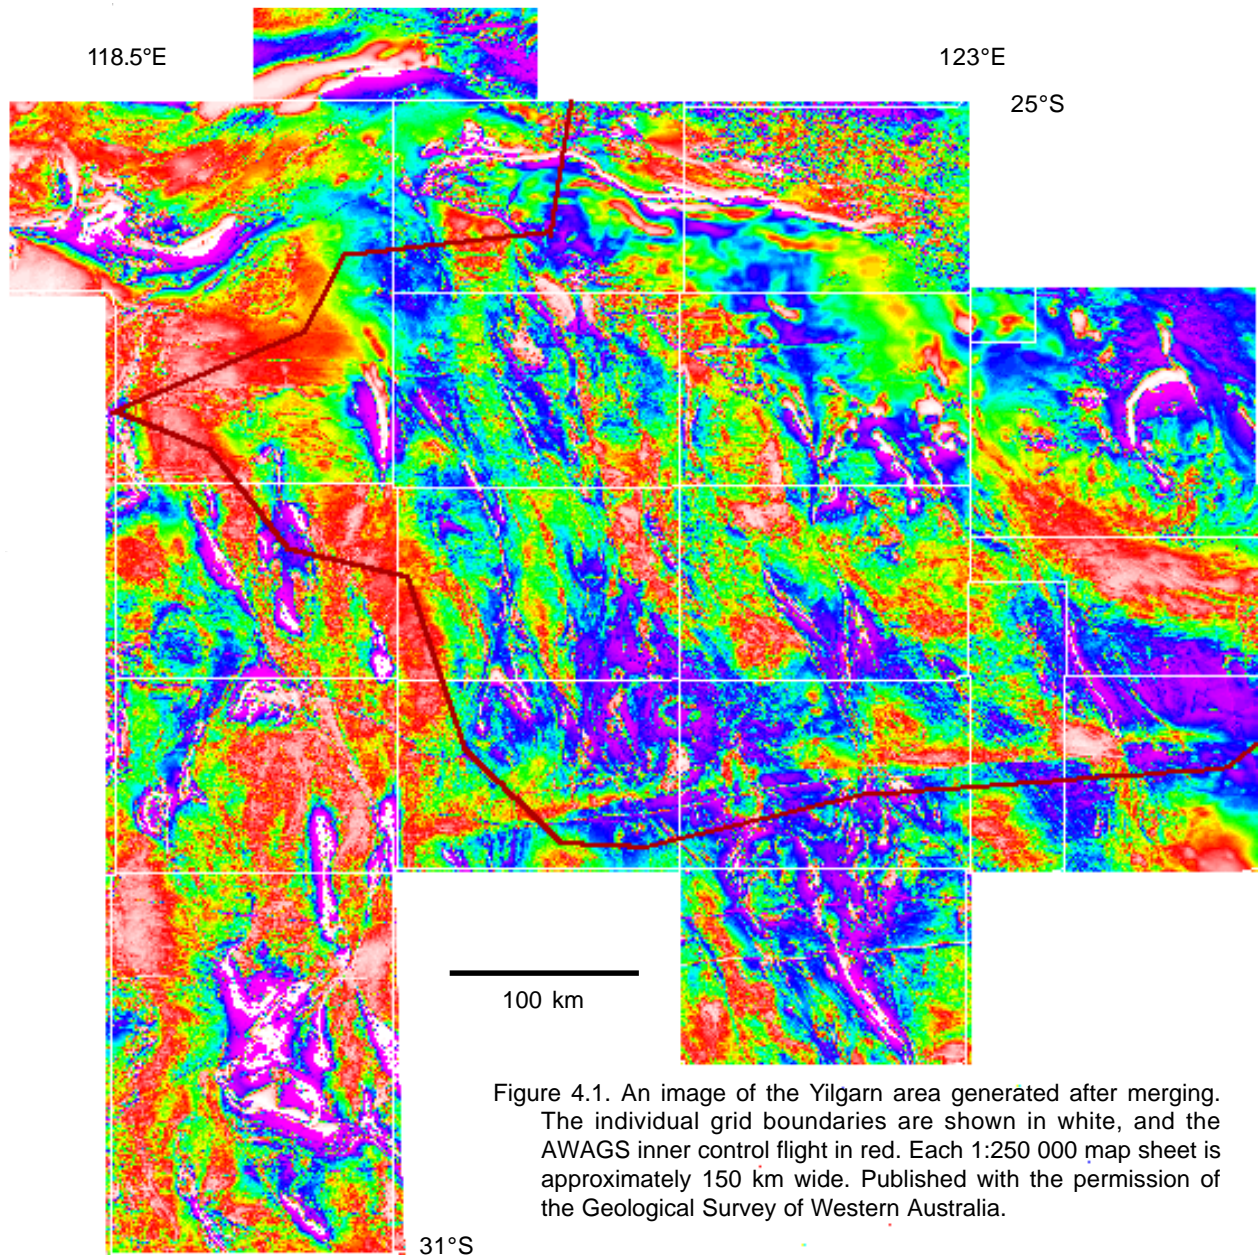 118.5°E
123°E
25°S
100 km
Figure 4.1. An image of the Yilgarn area generated after merging.
The individual grid boundaries are shown in white, and the
AWAGS inner control flight in red. Each 1:250 000 map sheet is
approximately 150 km wide. Published with the permission of
the Geological Survey of Western Australia.
31°S